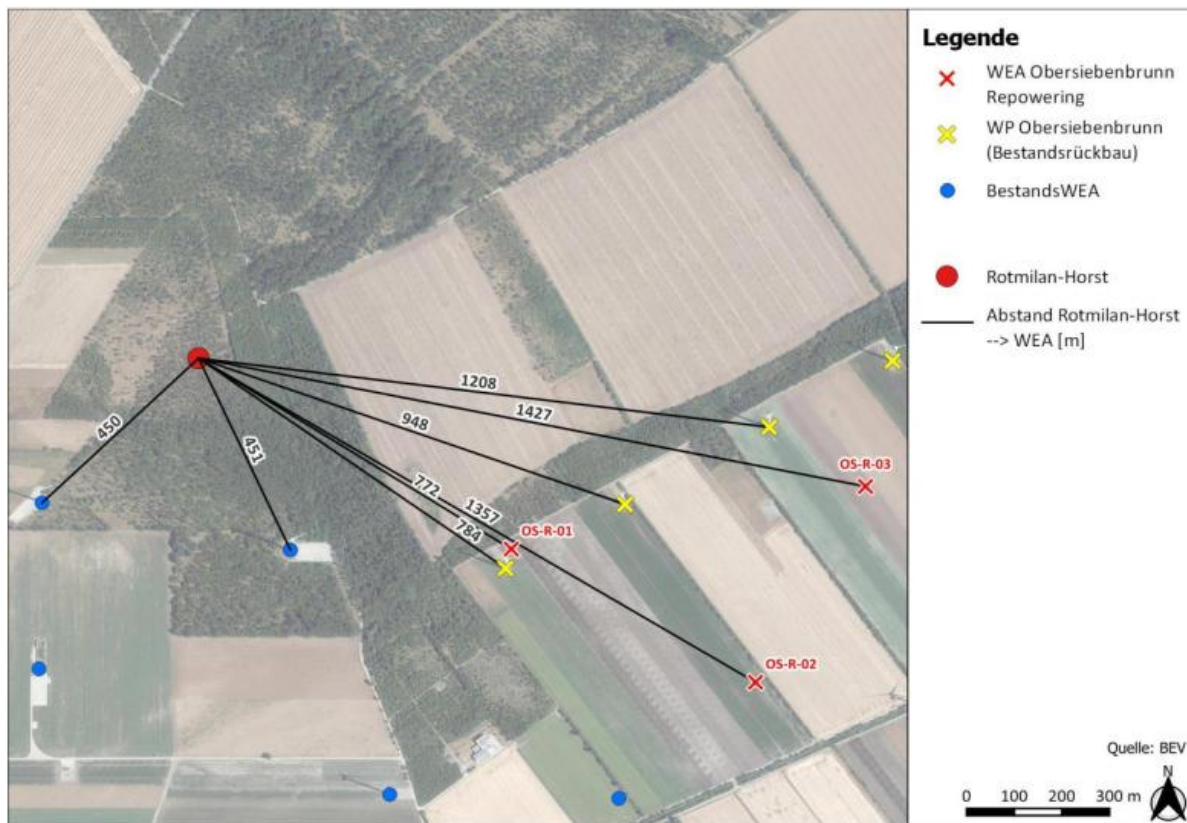 Legende
WEA Obersiebenbrunn
Repowering
WP Obersiebenbrunn
(Bestandsrückbau)
BestandsWEA
Rotmilan-Horst
Abstand Rotmilan-Horst
--> WEA [m]
1208
1427
948
450
451
772
1357
784
OS-R-03
OS-R-01
OS-R-02
Quelle: BEV
N
0 100 200 300 m